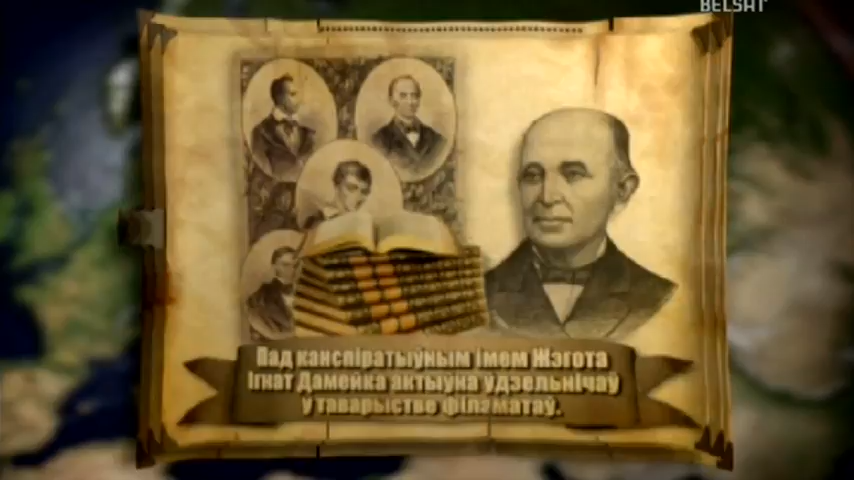 BELSAT
Пад канспіратыўным імем Жэгота
Ігнат Дамейка актыўна ўдзельнічаў
у таварыстве філаматаў.